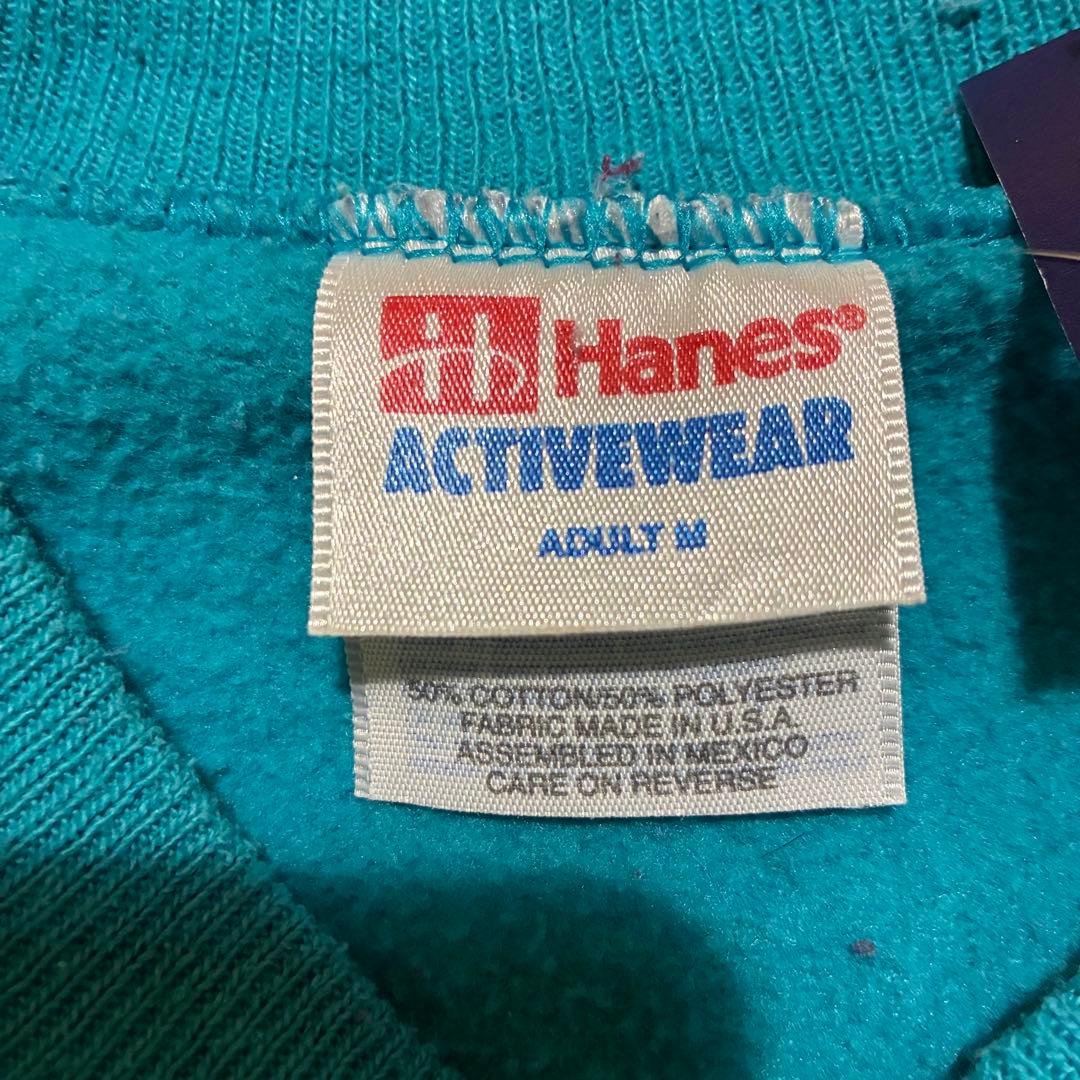 Hanes®
ACTIVEWEAR
ADULT M
50% COTTON/50% POLYESTER
FABRIC MADE IN U.S.A.
ASSEMBLED IN MEXICO
CARE ON REVERSE